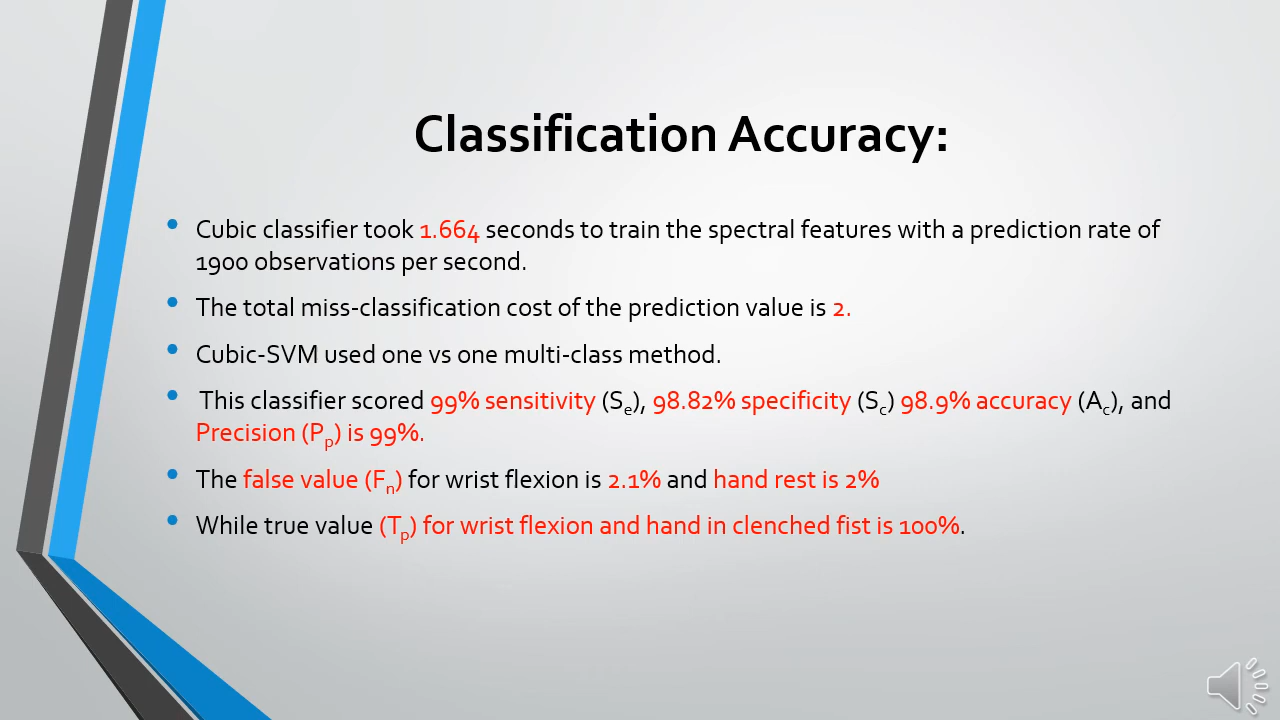 Classification Accuracy:
• Cubic classifier took 1.664 seconds to train the spectral features with a prediction rate of
1900 observations per second.
• The total miss-classification cost of the prediction value is 2.
• Cubic-SVM used one vs one multi-class method.
• This classifier scored 99% sensitivity (Se), 98.82% specificity (Sc) 98.9% accuracy (Ac), and
Precision (Pp) is 99%.
• The false value (Fn) for wrist flexion is 2.1% and hand rest is 2%
• While true value (Tp) for wrist flexion and hand in clenched fist is 100%.